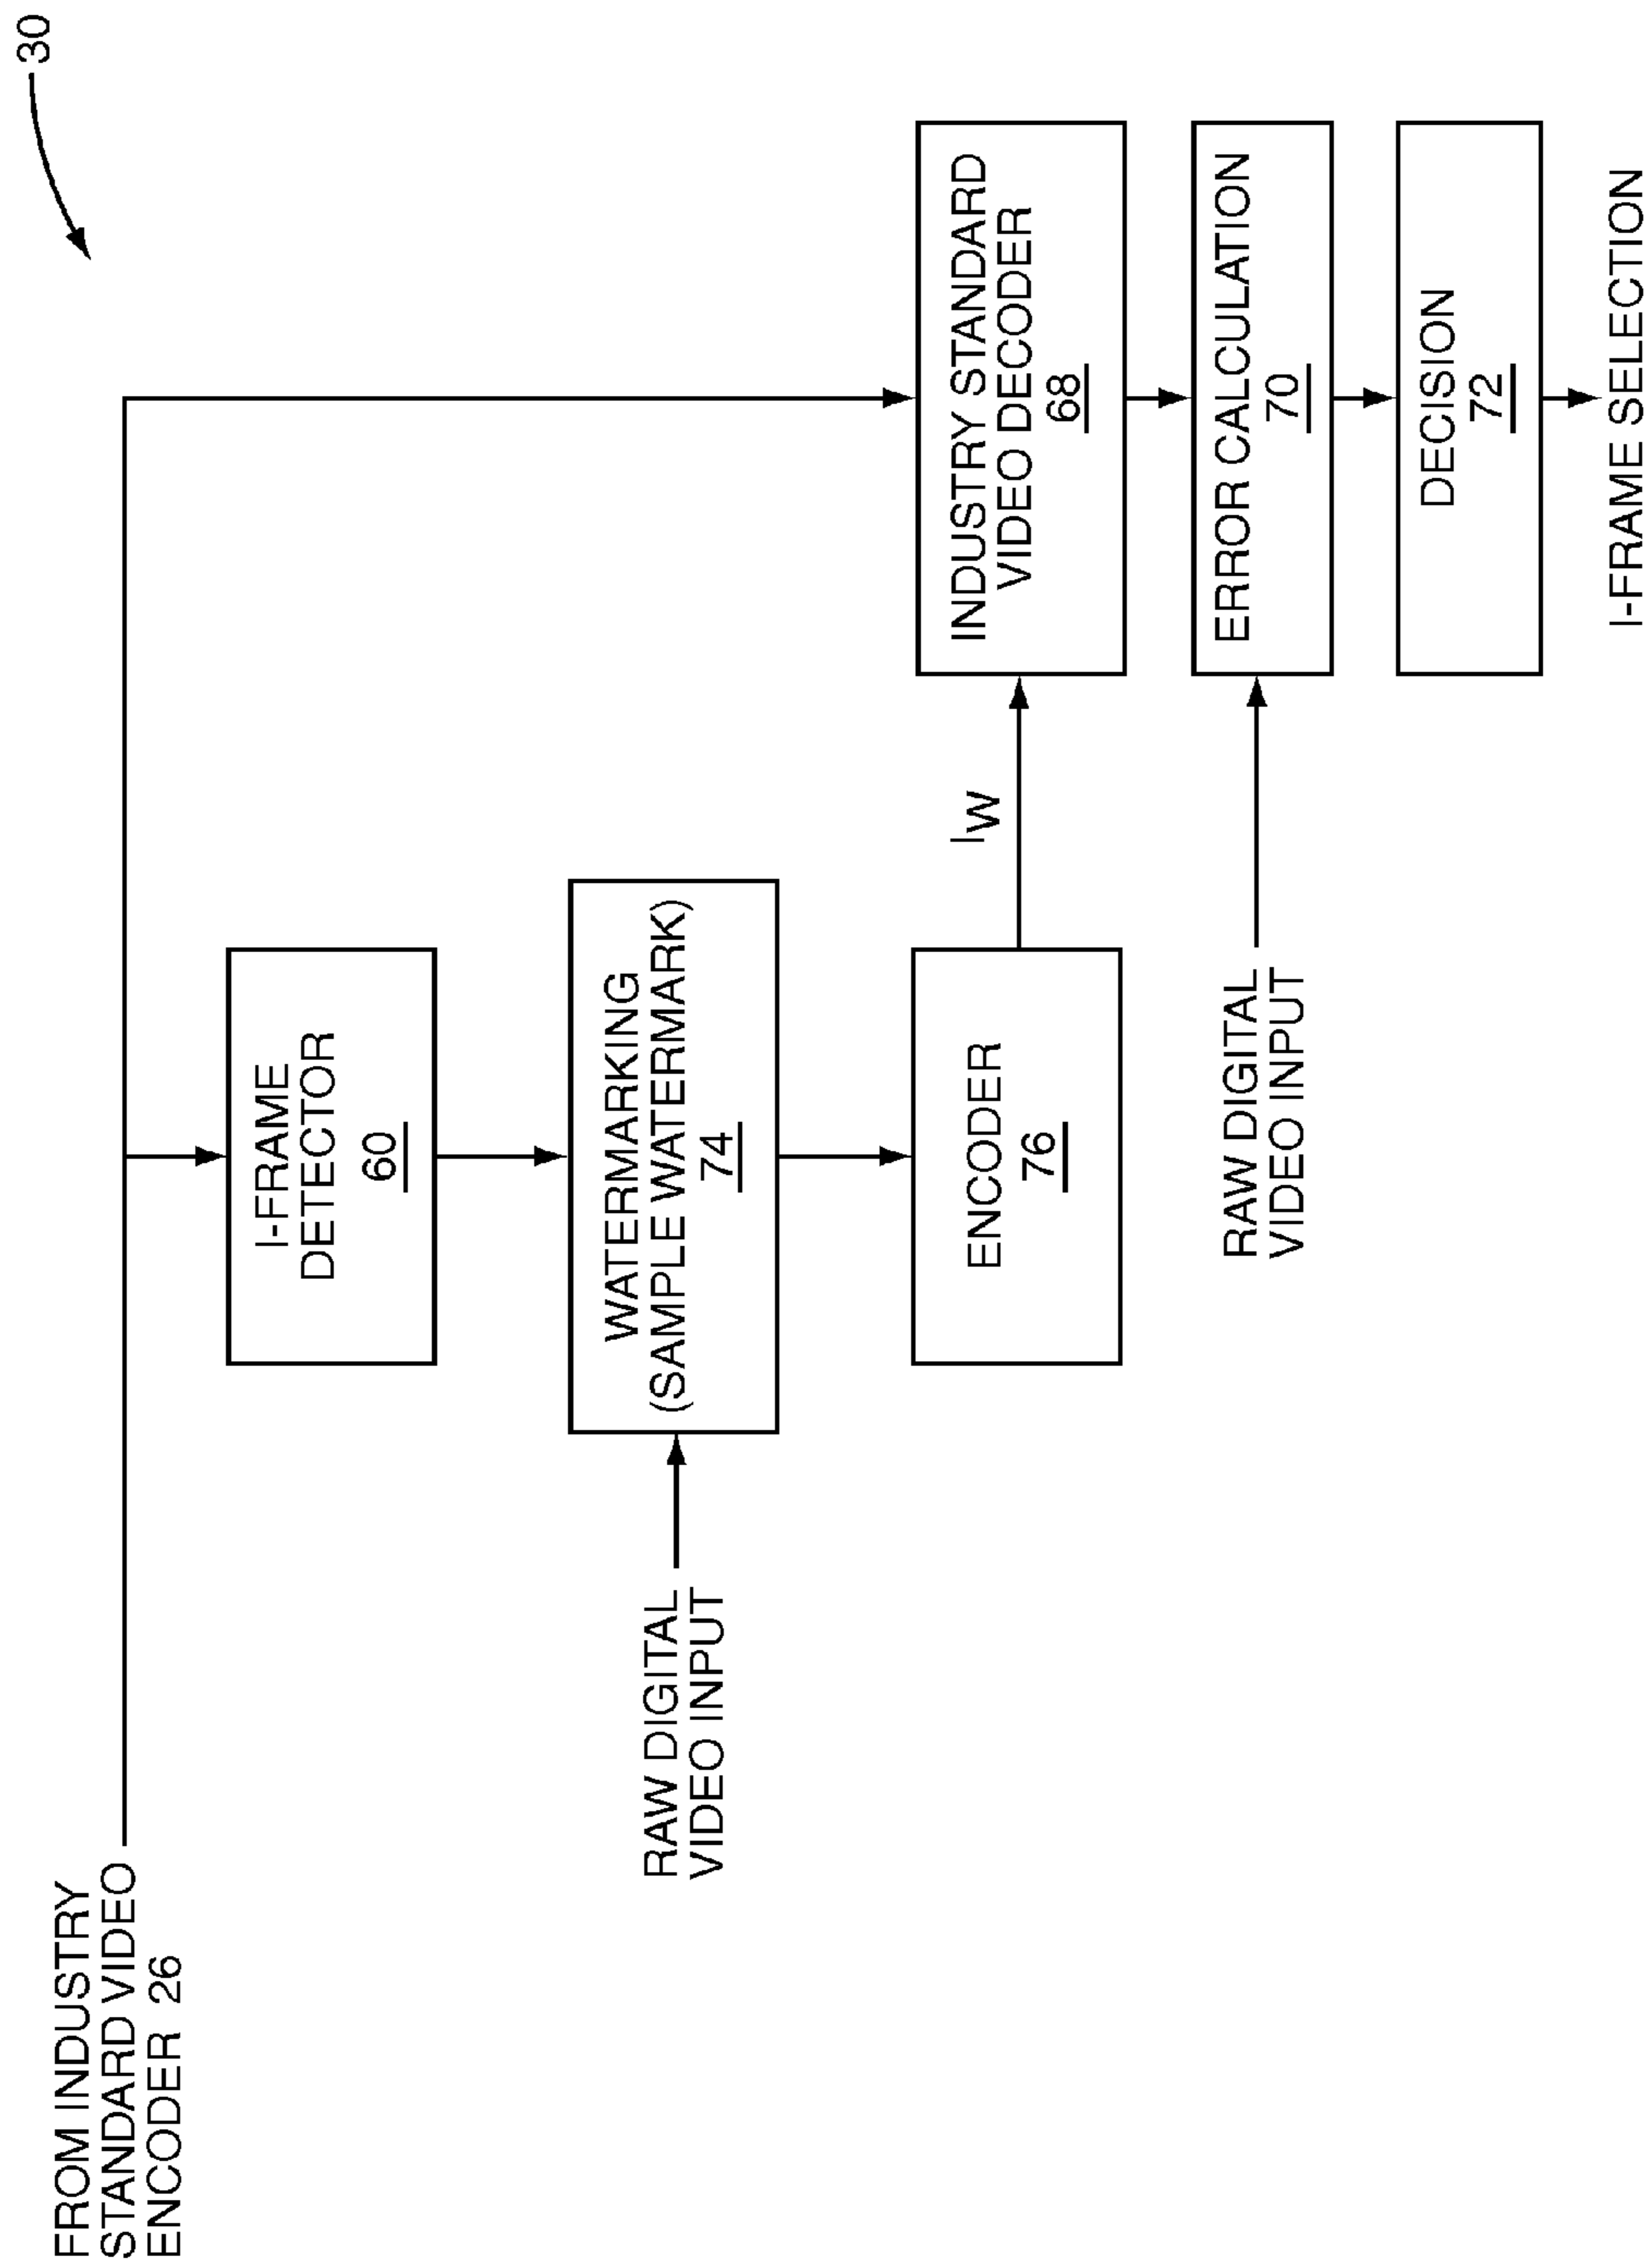 30
FROM INDUSTRY
STANDARD VIDEO
ENCODER 26
I-FRAME
DETECTOR
60
RAW DIGITAL
VIDEO INPUT
WATERMARKING
(SAMPLE WATERMARK)
74
ENCODER
76
IW
INDUSTRY STANDARD
VIDEO DECODER
68
RAW DIGITAL
VIDEO INPUT
ERROR CALCULATION
70
DECISION
72
I-FRAME SELECTION